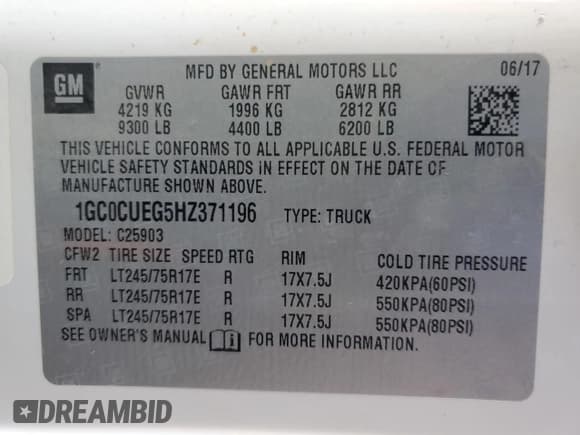 GM
MFD BY GENERAL MOTORS LLC 06/17
GVWR GAWR FRT GAWR RR
4219 KG 1996 KG 2812 KG
9300 LB 4400 LB 6200 LB
THIS VEHICLE CONFORMS TO ALL APPLICABLE U.S. FEDERAL MOTOR
VEHICLE SAFETY STANDARDS IN EFFECT ON THE DATE OF
MANUFACTURE SHOWN ABOVE.
1GC0CUEG5HZ371196 TYPE: TRUCK
MODEL: C25903
CFW2 TIRE SIZE SPEED RTG RIM COLD TIRE PRESSURE
FRT LT245/75R17E R 17X7.5J 420KPA(60PSI)
RR LT245/75R17E R 17X7.5J 550KPA(80PSI)
SPA LT245/75R17E R 17X7.5J 550KPA(80PSI)
SEE OWNER'S MANUAL FOR MORE INFORMATION.
DREAMBID